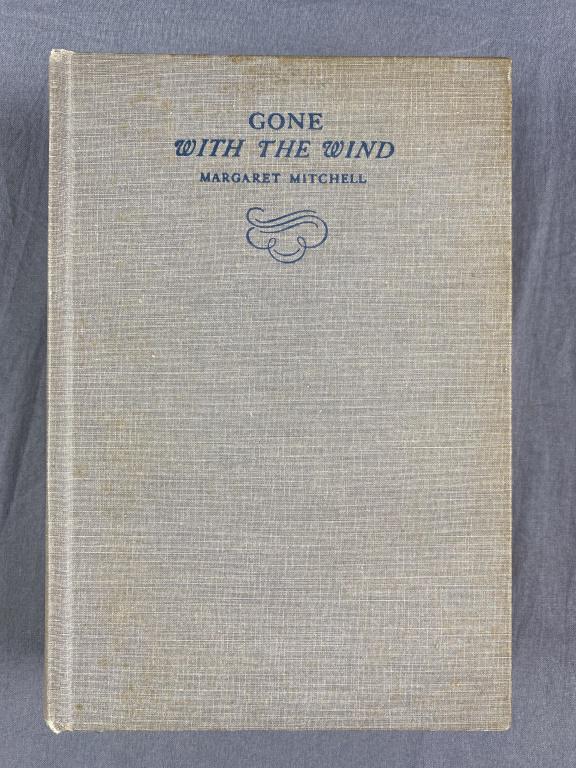 GONE
WITH THE WIND
MARGARET MITCHELL